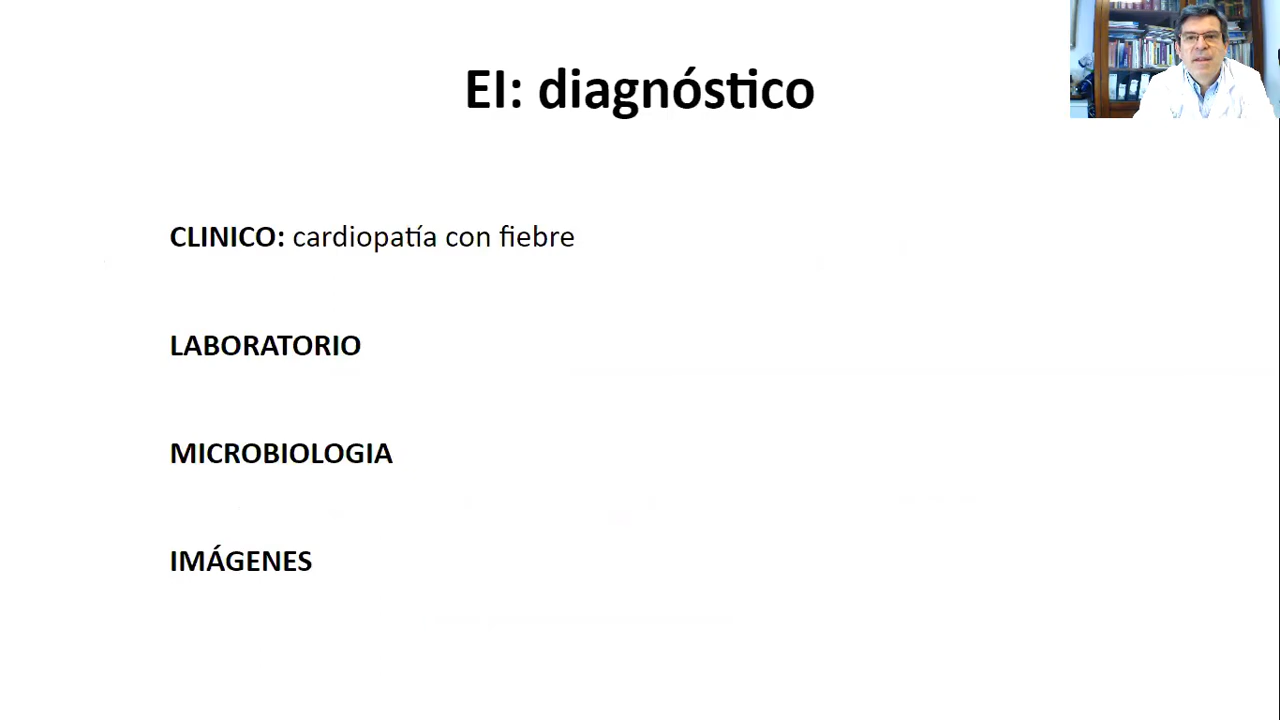 EI: diagnóstico
CLINICO: cardiopatía con fiebre
LABORATORIO
MICROBIOLOGIA
IMÁGENES